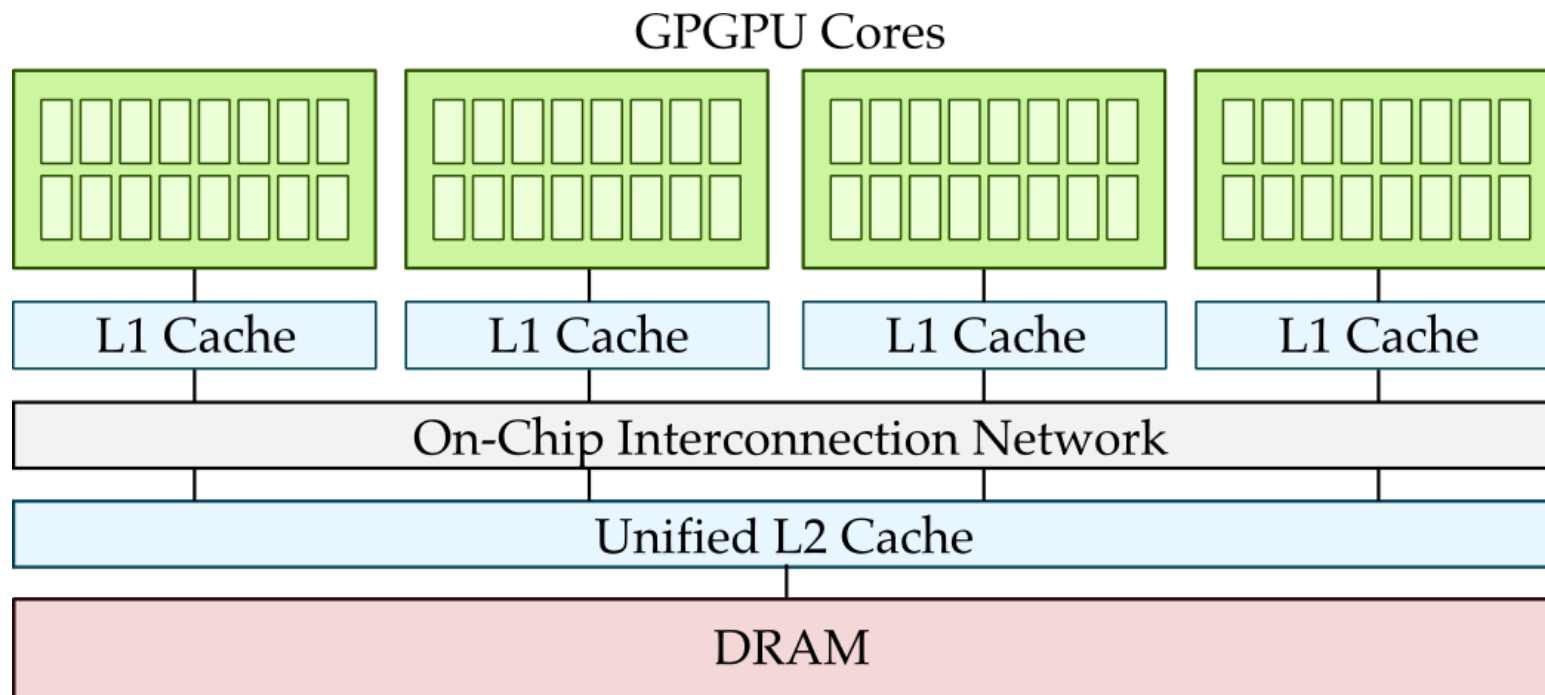 GPGPU Cores
L1 Cache
L1 Cache
L1 Cache
L1 Cache
On-Chip Interconnection Network
Unified L2 Cache
DRAM